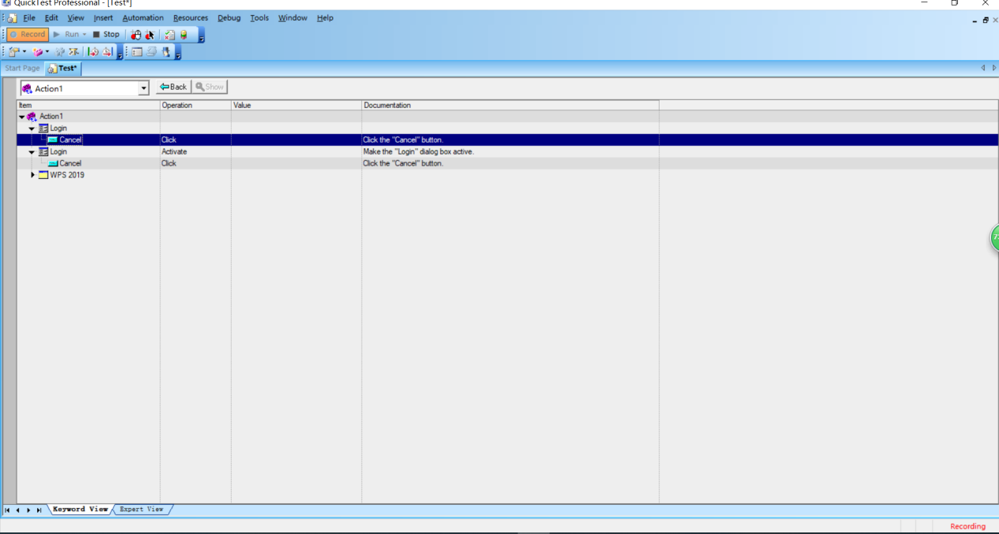 QuickTest Professional - [Test*]
File Edit View Insert Automation Resources Debug Tools Window Help
Record Run Stop
Start Page Test*
Action1 Back Show
Item Operation Value Documentation
Action1
Login
Cancel Click Click the "Cancel" button.
Login Activate Make the "Login" dialog box active.
Cancel Click Click the "Cancel" button.
WPS 2019
Keyword View Expert View
Recording